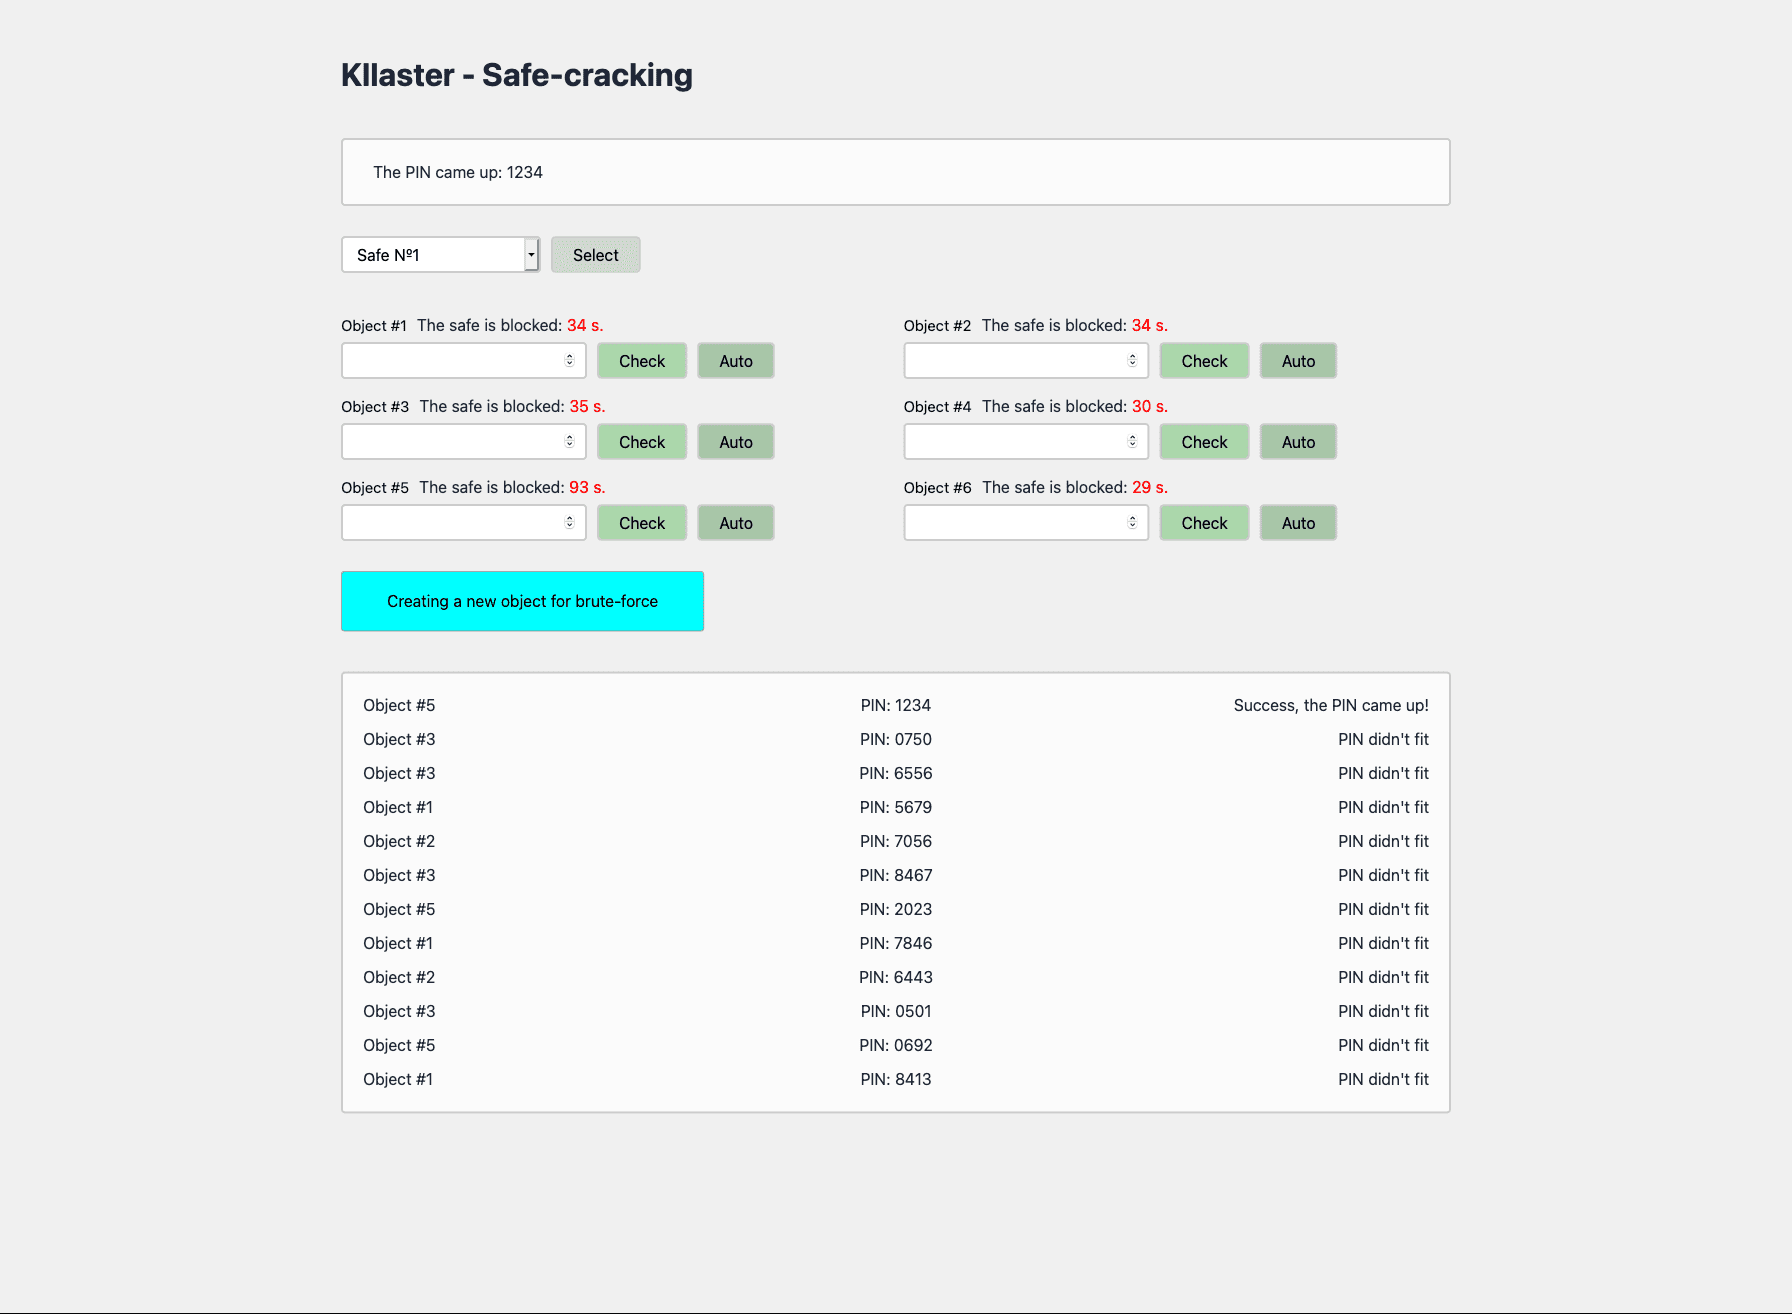 Kllaster - Safe-cracking
The PIN came up: 1234
Safe Nº1 Select
Object #1 The safe is blocked: 34 s. Object #2 The safe is blocked: 34 s.
Check Auto Check Auto
Object #3 The safe is blocked: 35 s. Object #4 The safe is blocked: 30 s.
Check Auto Check Auto
Object #5 The safe is blocked: 93 s. Object #6 The safe is blocked: 29 s.
Check Auto Check Auto
Creating a new object for brute-force
Object #5 PIN: 1234 Success, the PIN came up!
Object #3 PIN: 0750 PIN didn't fit
Object #3 PIN: 6556 PIN didn't fit
Object #1 PIN: 5679 PIN didn't fit
Object #2 PIN: 7056 PIN didn't fit
Object #3 PIN: 8467 PIN didn't fit
Object #5 PIN: 2023 PIN didn't fit
Object #1 PIN: 7846 PIN didn't fit
Object #2 PIN: 6443 PIN didn't fit
Object #3 PIN: 0501 PIN didn't fit
Object #5 PIN: 0692 PIN didn't fit
Object #1 PIN: 8413 PIN didn't fit